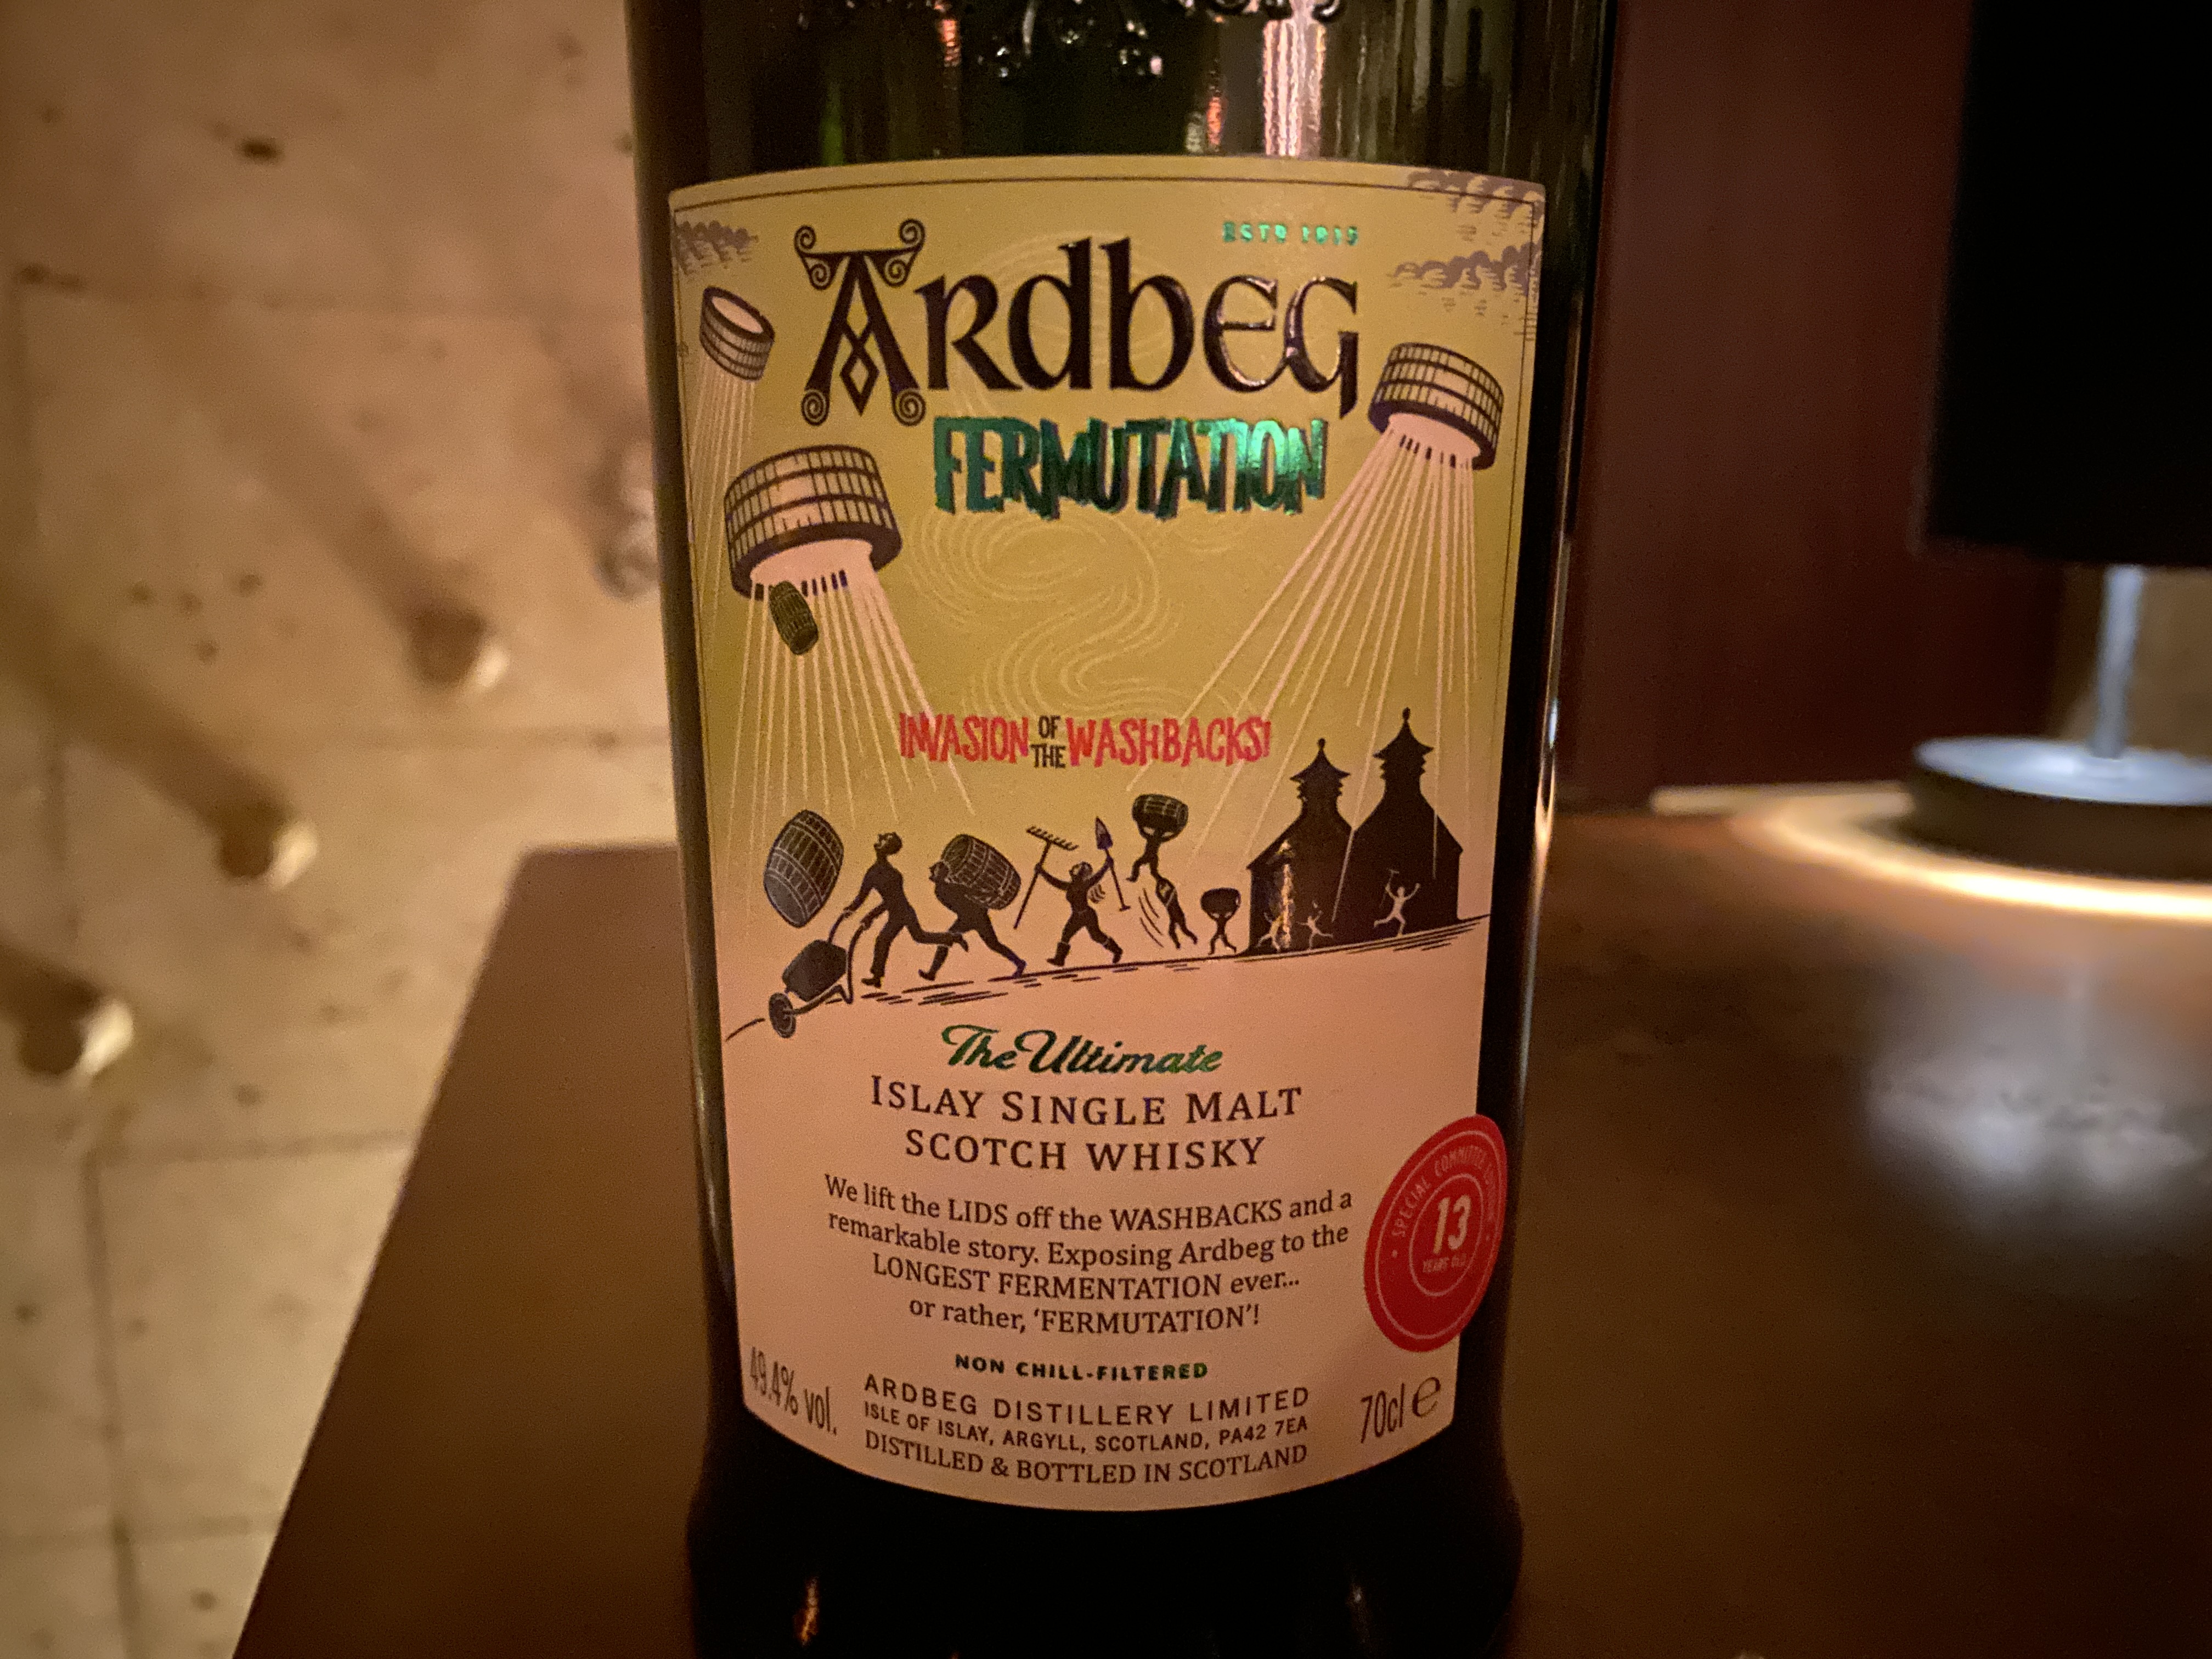 ESTD 1815
ARDBEG
FERMUTATION
INVASION OF THE WASHBACKS!
The Ultimate
ISLAY SINGLE MALT
SCOTCH WHISKY
We lift the LIDS off the WASHBACKS and a
remarkable story. Exposing Ardbeg to the
LONGEST FERMENTATION ever...
or rather, ‘FERMUTATION’!
SPECIAL COMMITTEE
13
YEARS OLD
NON CHILL-FILTERED
49.4% vol.
ARDBEG DISTILLERY LIMITED
ISLE OF ISLAY, ARGYLL, SCOTLAND, PA42 7EA
DISTILLED & BOTTLED IN SCOTLAND
70cl e